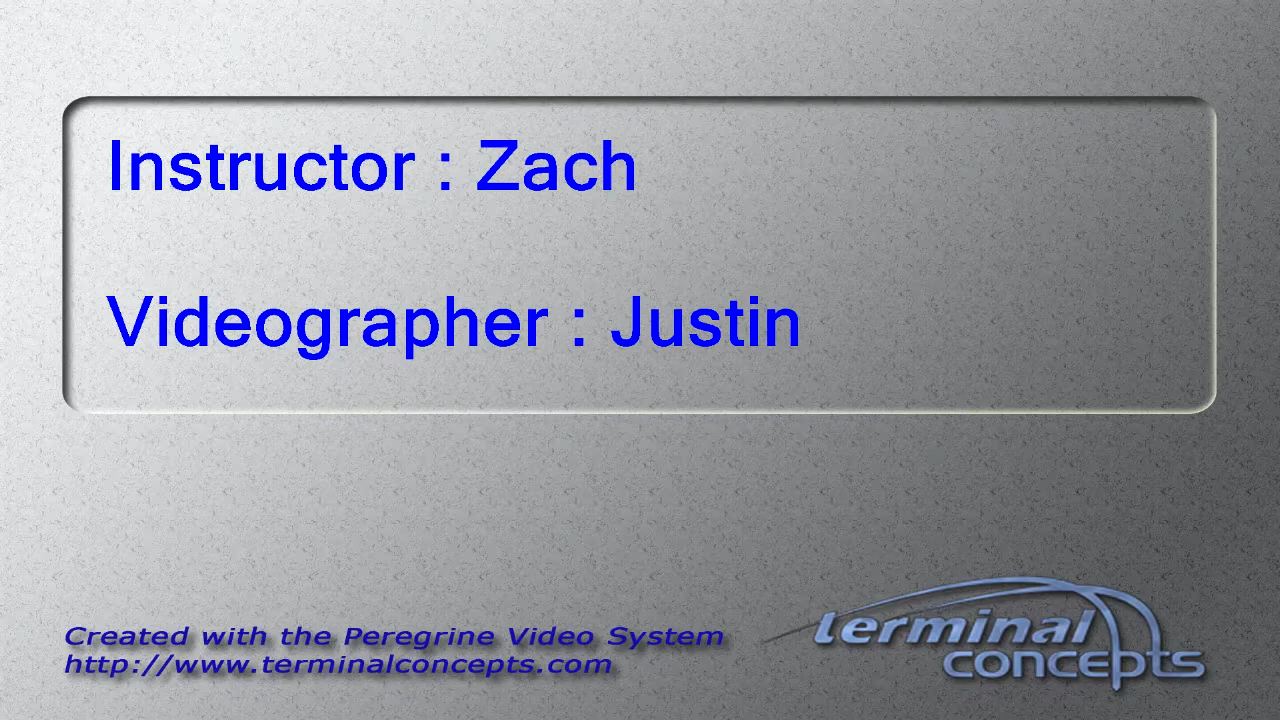 Instructor : Zach
Videographer : Justin
Created with the Peregrine Video System
http://www.terminalconcepts.com
terminal
concepts